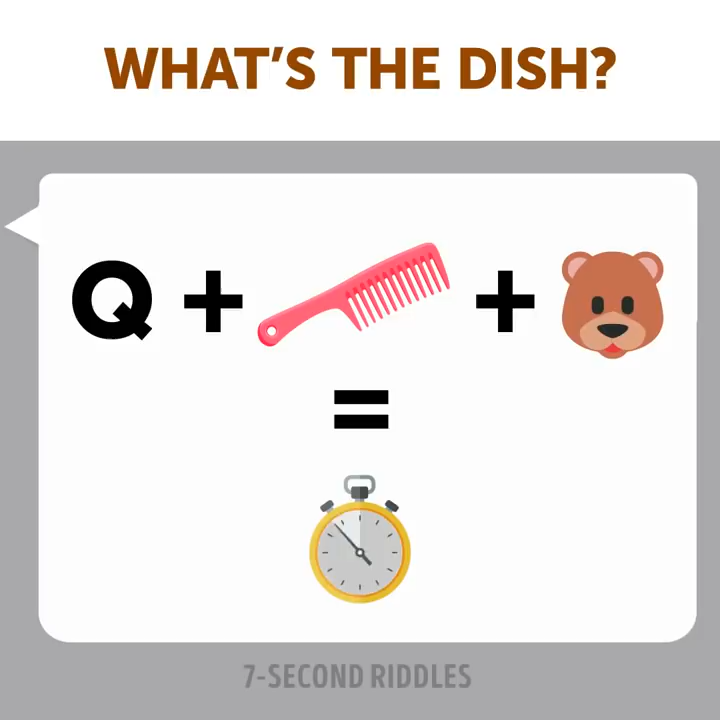 WHAT'S THE DISH?
Q + +
=
7-SECOND RIDDLES